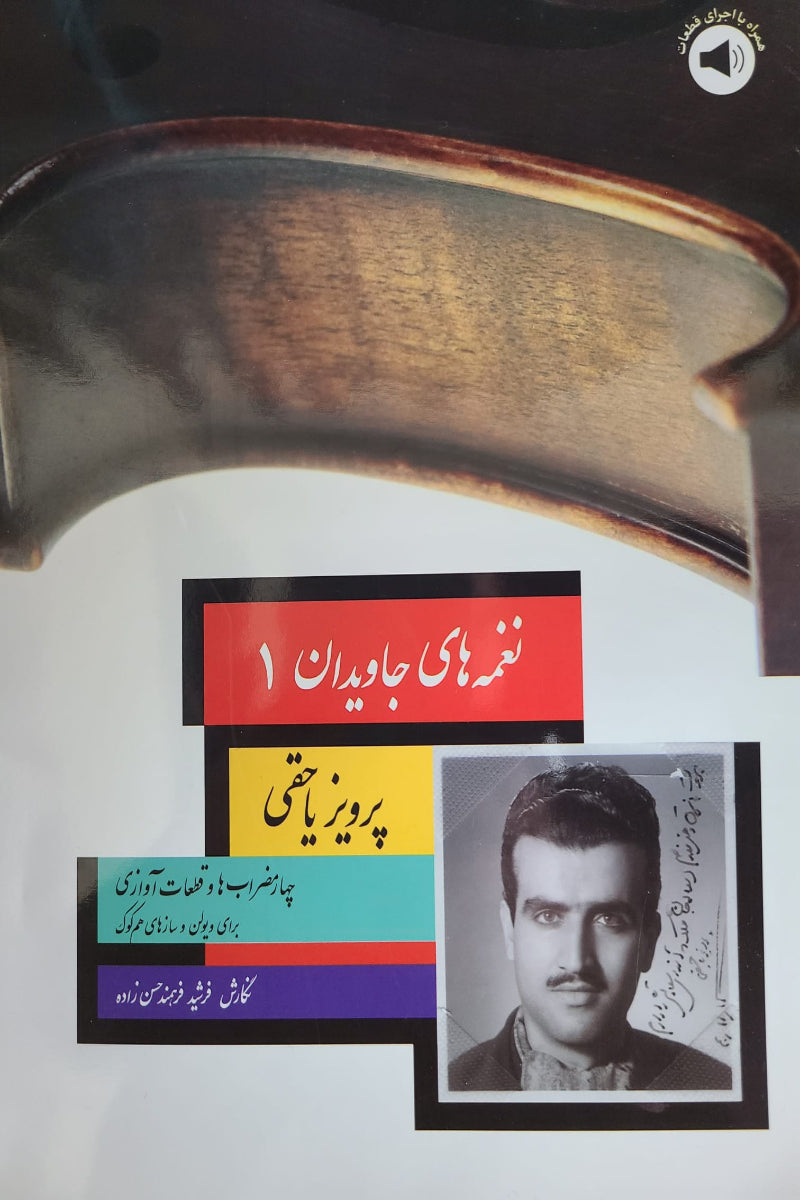 همراه با اجرای قطعات
نغمه های جاویدان ۱
پرویز یاحقی
چهارمضراب ها و قطعات آوازی
برای ویولن و سازهای هم کوک
نگارش فرشید فرهمند حسن زاده